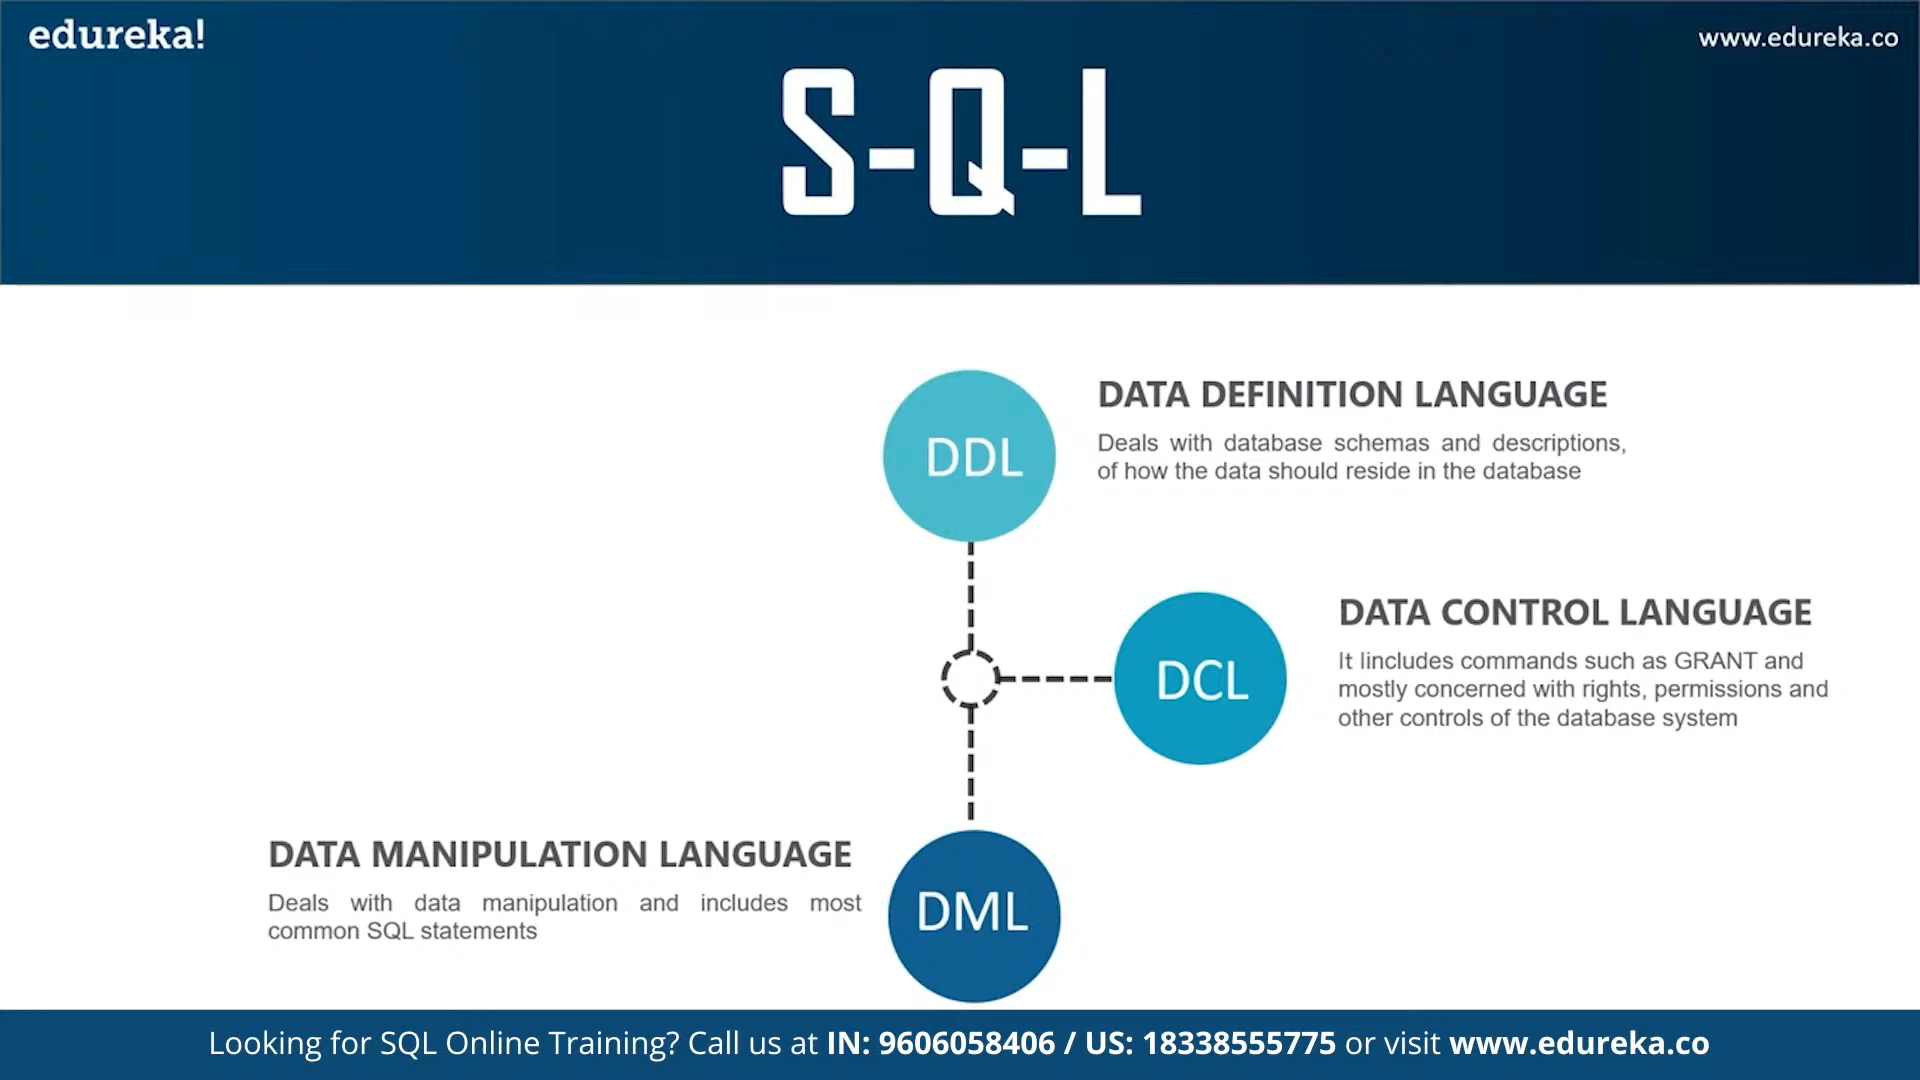 edureka!
www.edureka.co
S-Q-L
DDL
DATA DEFINITION LANGUAGE
Deals with database schemas and descriptions,
of how the data should reside in the database
DCL
DATA CONTROL LANGUAGE
It Iincludes commands such as GRANT and
mostly concerned with rights, permissions and
other controls of the database system
DATA MANIPULATION LANGUAGE
Deals with data manipulation and includes most
common SQL statements
DML
Looking for SQL Online Training? Call us at IN: 9606058406 / US: 18338555775 or visit www.edureka.co